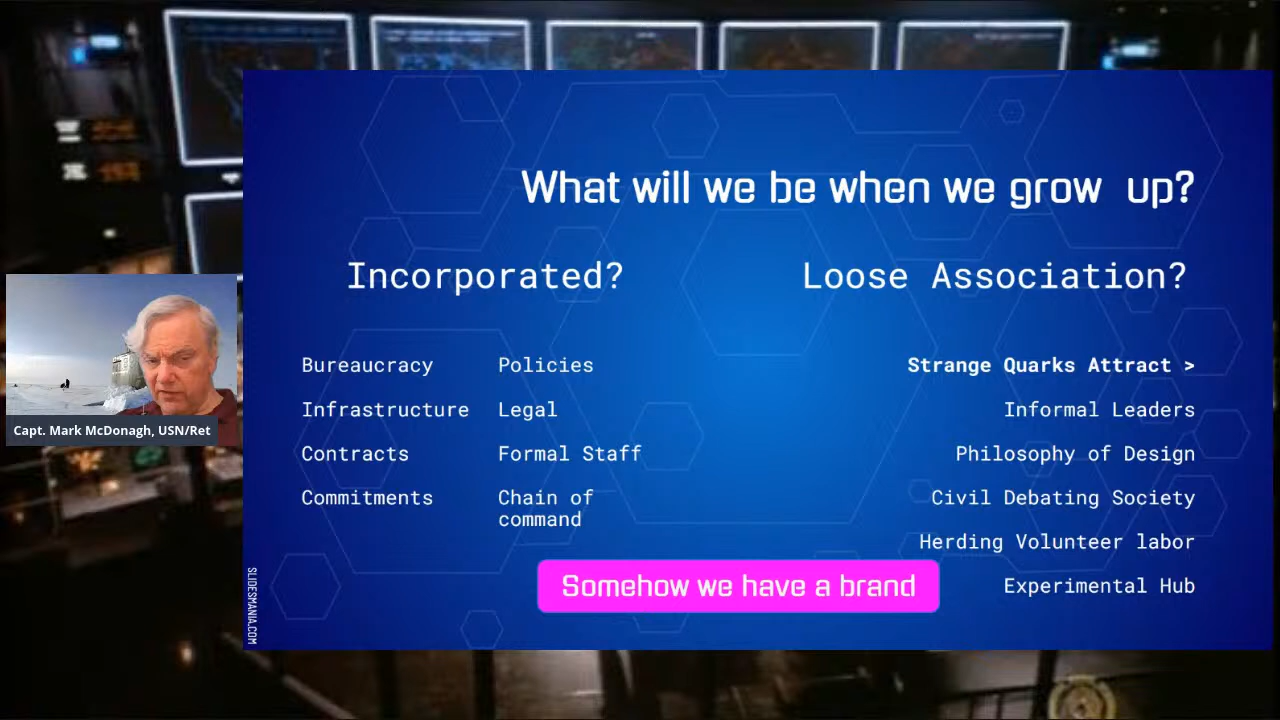 What will we be when we grow up?
Incorporated?
Loose Association?
Bureaucracy
Infrastructure
Contracts
Commitments
Policies
Legal
Formal Staff
Chain of
command
Strange Quarks Attract >
Informal Leaders
Philosophy of Design
Civil Debating Society
Herding Volunteer labor
Experimental Hub
Somehow we have a brand
Capt. Mark McDonagh, USN/Ret
SLIDESMANIA.COM